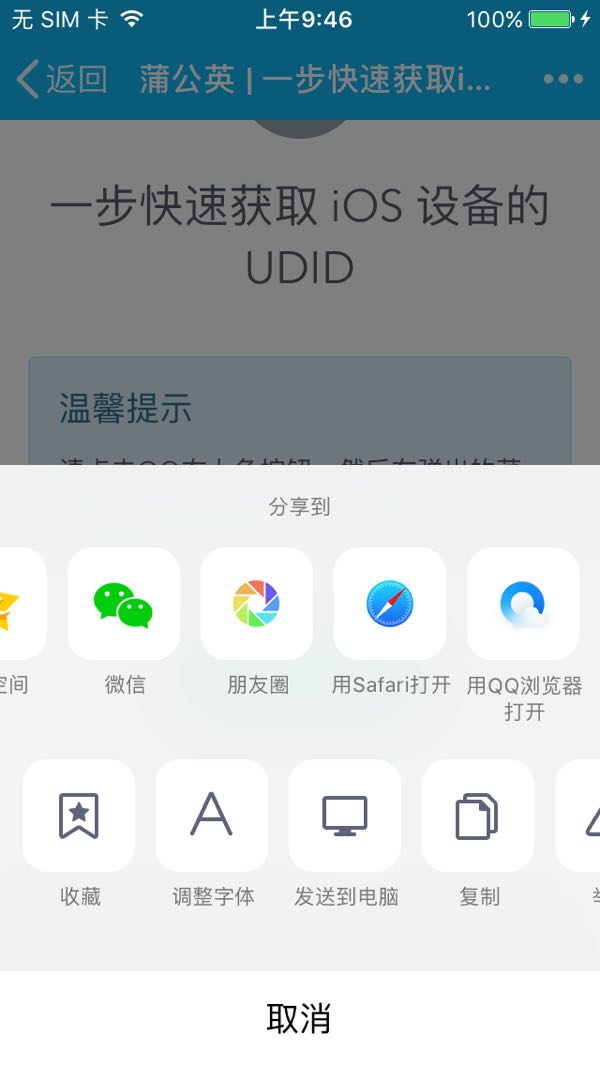 无 SIM 卡 上午9:46 100%
返回 蒲公英 | 一步快速获取i...
一步快速获取 iOS 设备的
UDID
温馨提示
分享到
空间 微信 朋友圈 用Safari打开 用QQ浏览器
打开
收藏 调整字体 发送到电脑 复制
取消